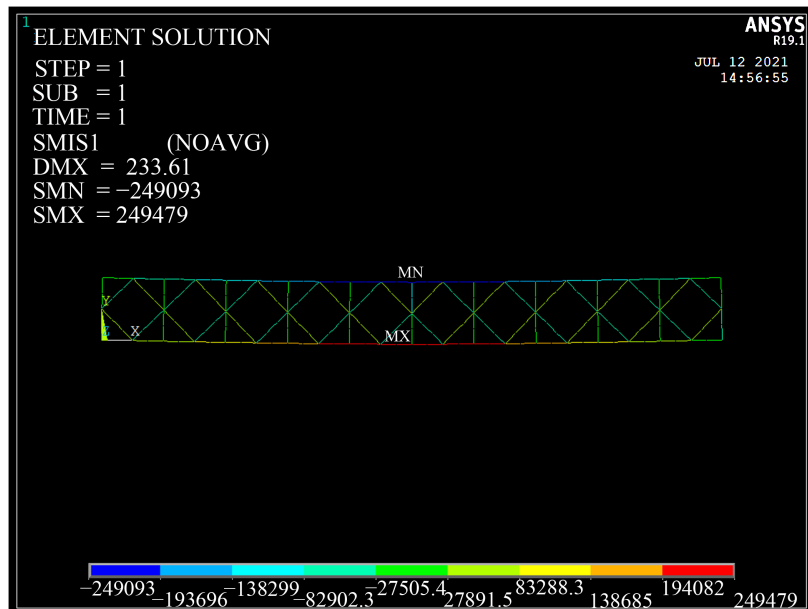 1
ELEMENT SOLUTION
ANSYS
R19.1
STEP = 1
JUL 12 2021
SUB = 1
14:56:55
TIME = 1
SMIS1 (NOAVG)
DMX = 233.61
SMN = −249093
SMX = 249479
MN
Y
Z X
MX
−249093 −138299 −27505.4 83288.3 194082
−193696 −82902.3 27891.5 138685 249479